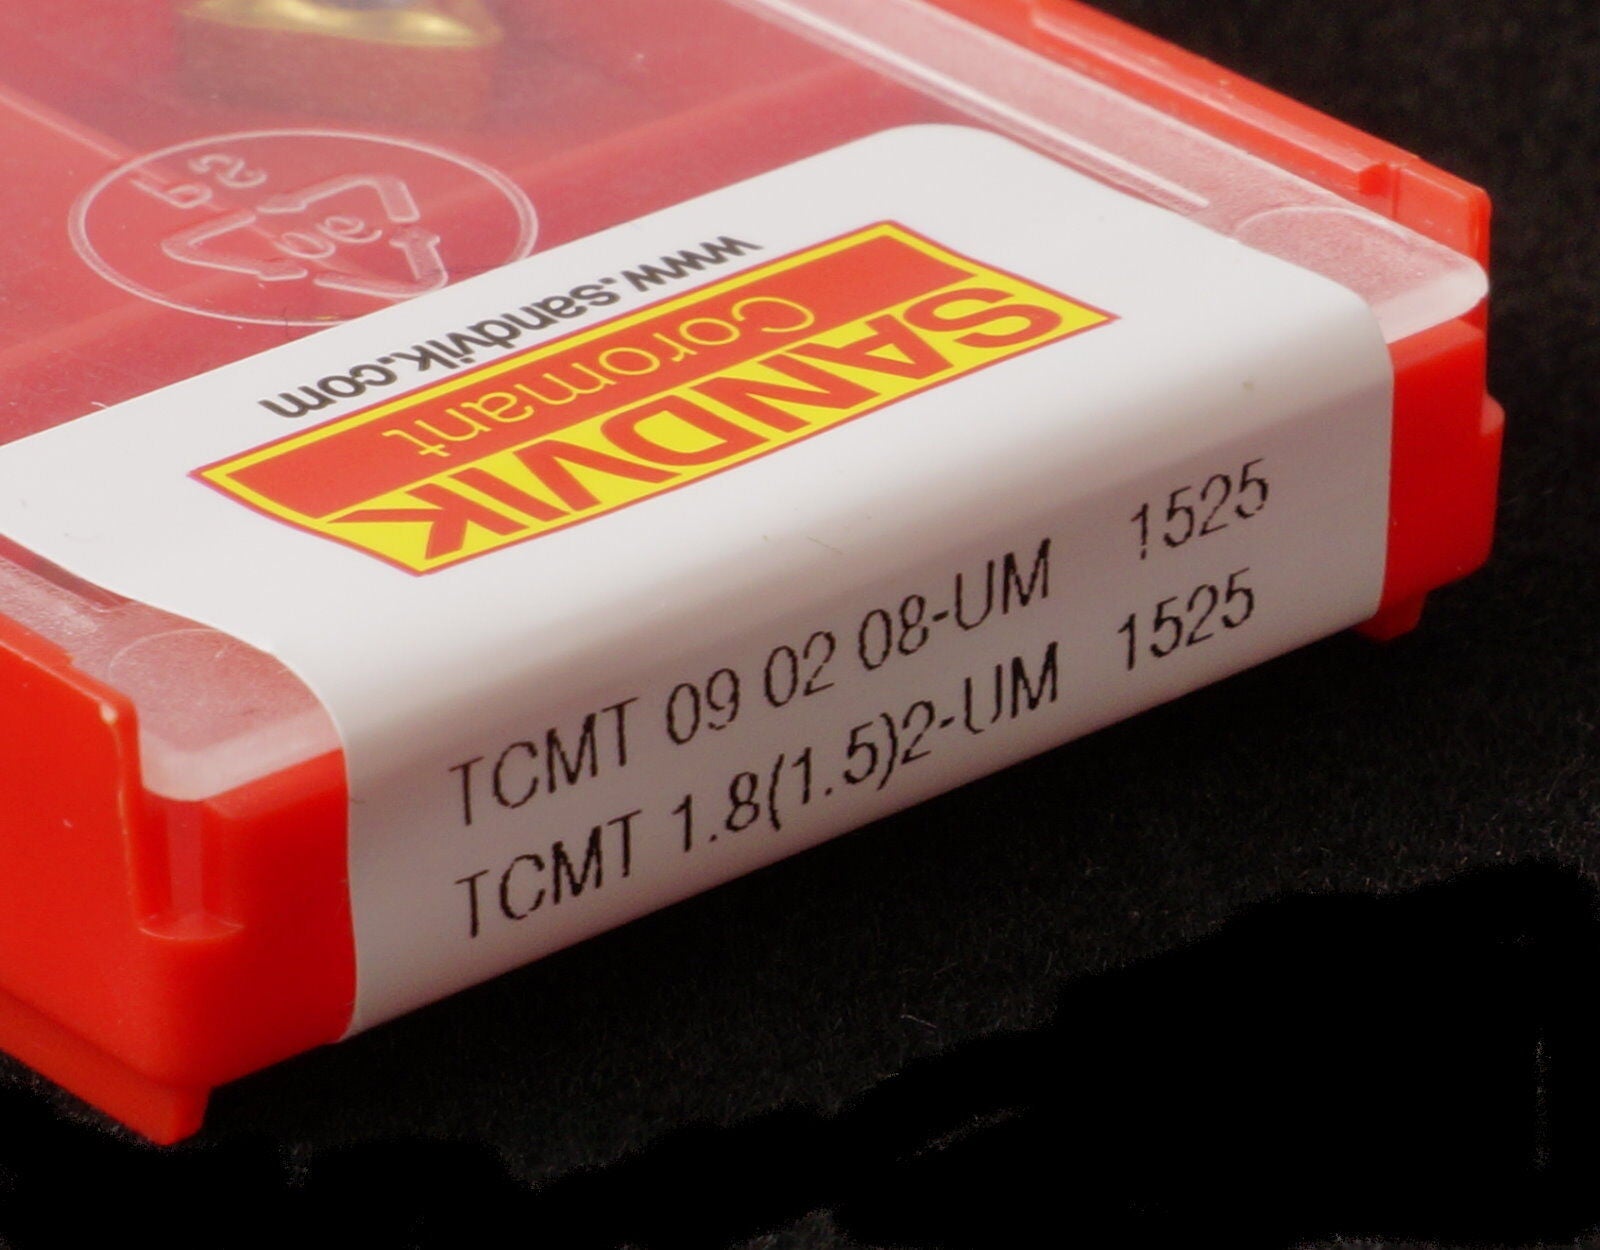 SANDVIK
Coromant
www.sandvik.com
TCMT 09 02 08-UM 1525
TCMT 1.8(1.5)2-UM 1525